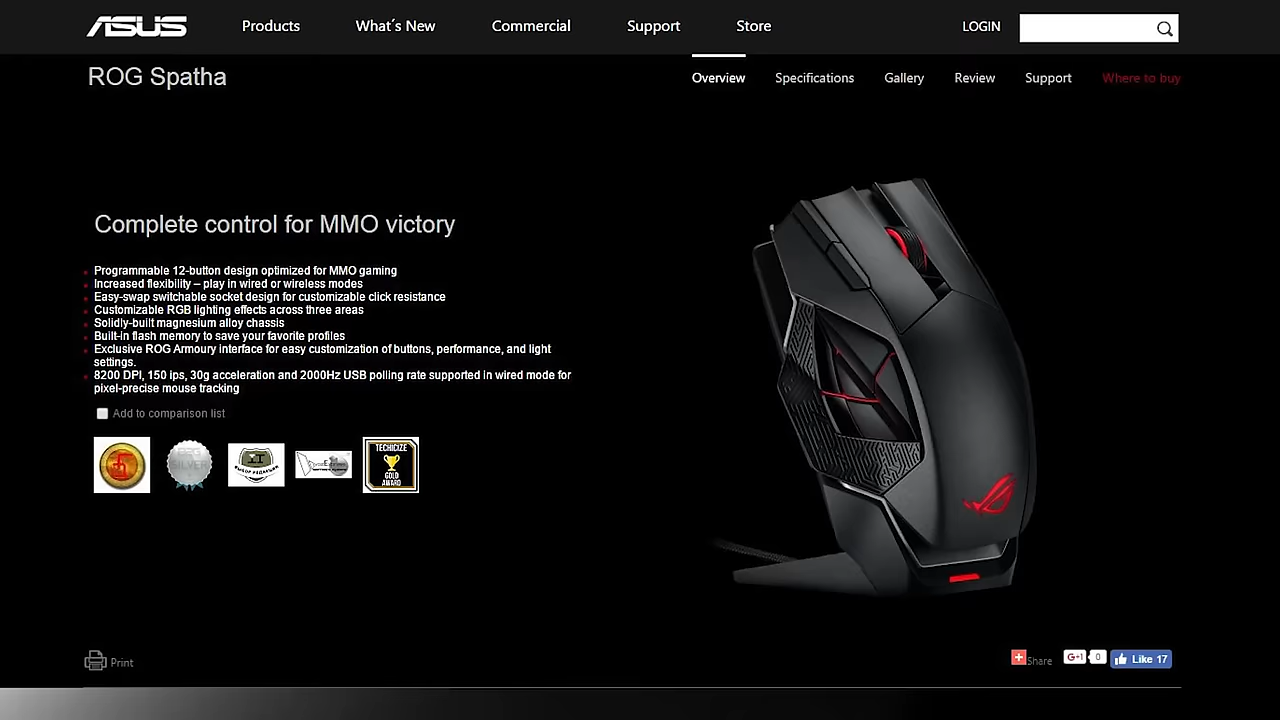 ASUS
Products
What´s New
Commercial
Support
Store
LOGIN
ROG Spatha
Overview
Specifications
Gallery
Review
Support
Where to buy
Complete control for MMO victory
Programmable 12-button design optimized for MMO gaming
Increased flexibility – play in wired or wireless modes
Easy-swap switchable socket design for customizable click resistance
Customizable RGB lighting effects across three areas
Solidly-built magnesium alloy chassis
Built-in flash memory to save your favorite profiles
Exclusive ROG Armoury interface for easy customization of buttons, performance, and light
settings.
8200 DPI, 150 ips, 30g acceleration and 2000Hz USB polling rate supported in wired mode for
pixel-precise mouse tracking
Add to comparison list
SILVER
ВЫБОР РЕДАКЦИИ
TECHICIZE
GOLD
AWARD
Print
Share
G+1
0
Like 17